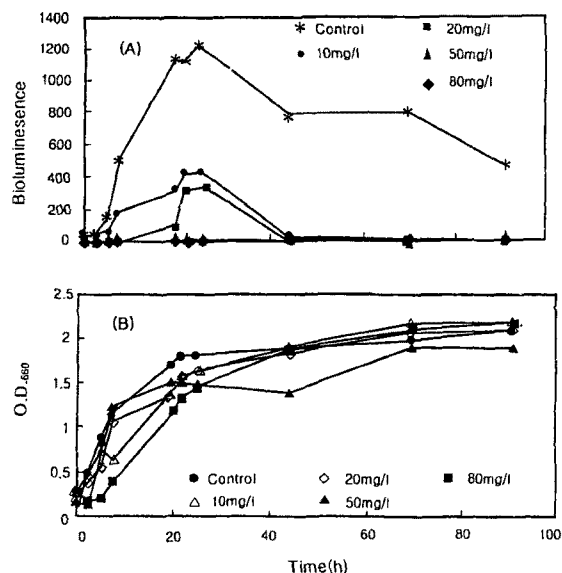 1400
1200
1000
800
600
400
200
0
Bioluminesence
(A)
Control
20mg/l
10mg/l
50mg/l
80mg/l
2.5
2
1.5
1
0.5
0
O.D.660
(B)
Control
20mg/l
80mg/l
10mg/l
50mg/l
0
20
40
60
80
100
Time(h)